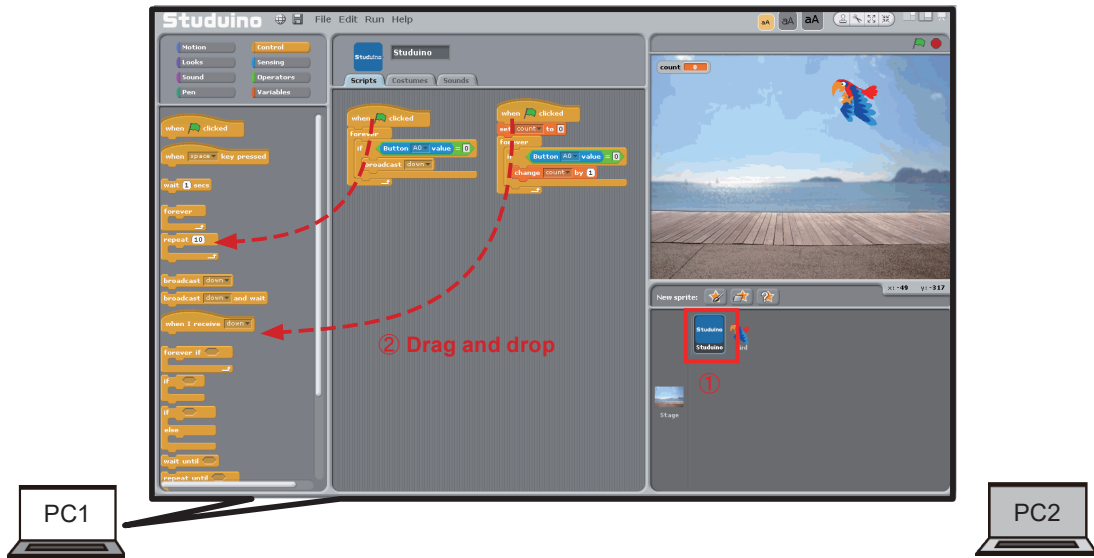 Studuino File Edit Run Help aA aA aA
Motion Control
Looks Sensing
Sound Operators
Pen Variables
when clicked
when space key pressed
wait 1 secs
forever
repeat 10
broadcast down
broadcast down and wait
when I receive down
forever if
if
if
else
wait until
repeat until
Studuino Studuino
Scripts Costumes Sounds
when clicked
forever
if Button A0 value = 0
broadcast down
when clicked
set count to 0
forever
if Button A0 value = 0
change count by 1
② Drag and drop
count 0
x: -49 y: -317
New sprite:
Studuino
Studuino
①
Stage
PC1
PC2